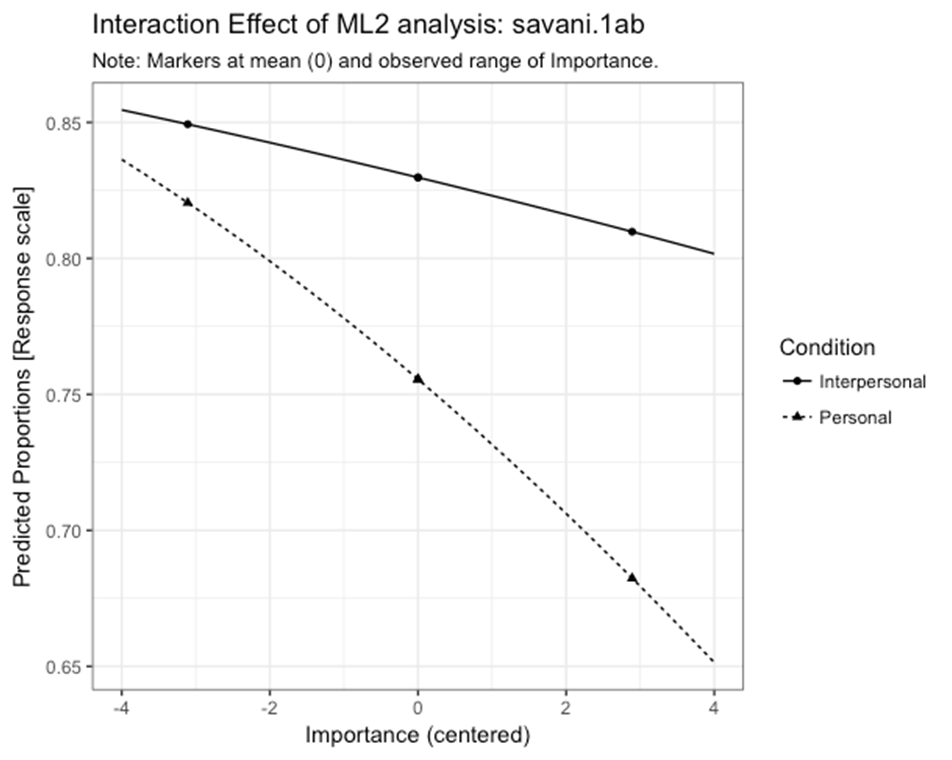 Interaction Effect of ML2 analysis: savani.1ab
Note: Markers at mean (0) and observed range of Importance.
Predicted Proportions [Response scale]
0.85
0.80
0.75
0.70
0.65
-4 -2 0 2 4
Importance (centered)
Condition
Interpersonal
Personal